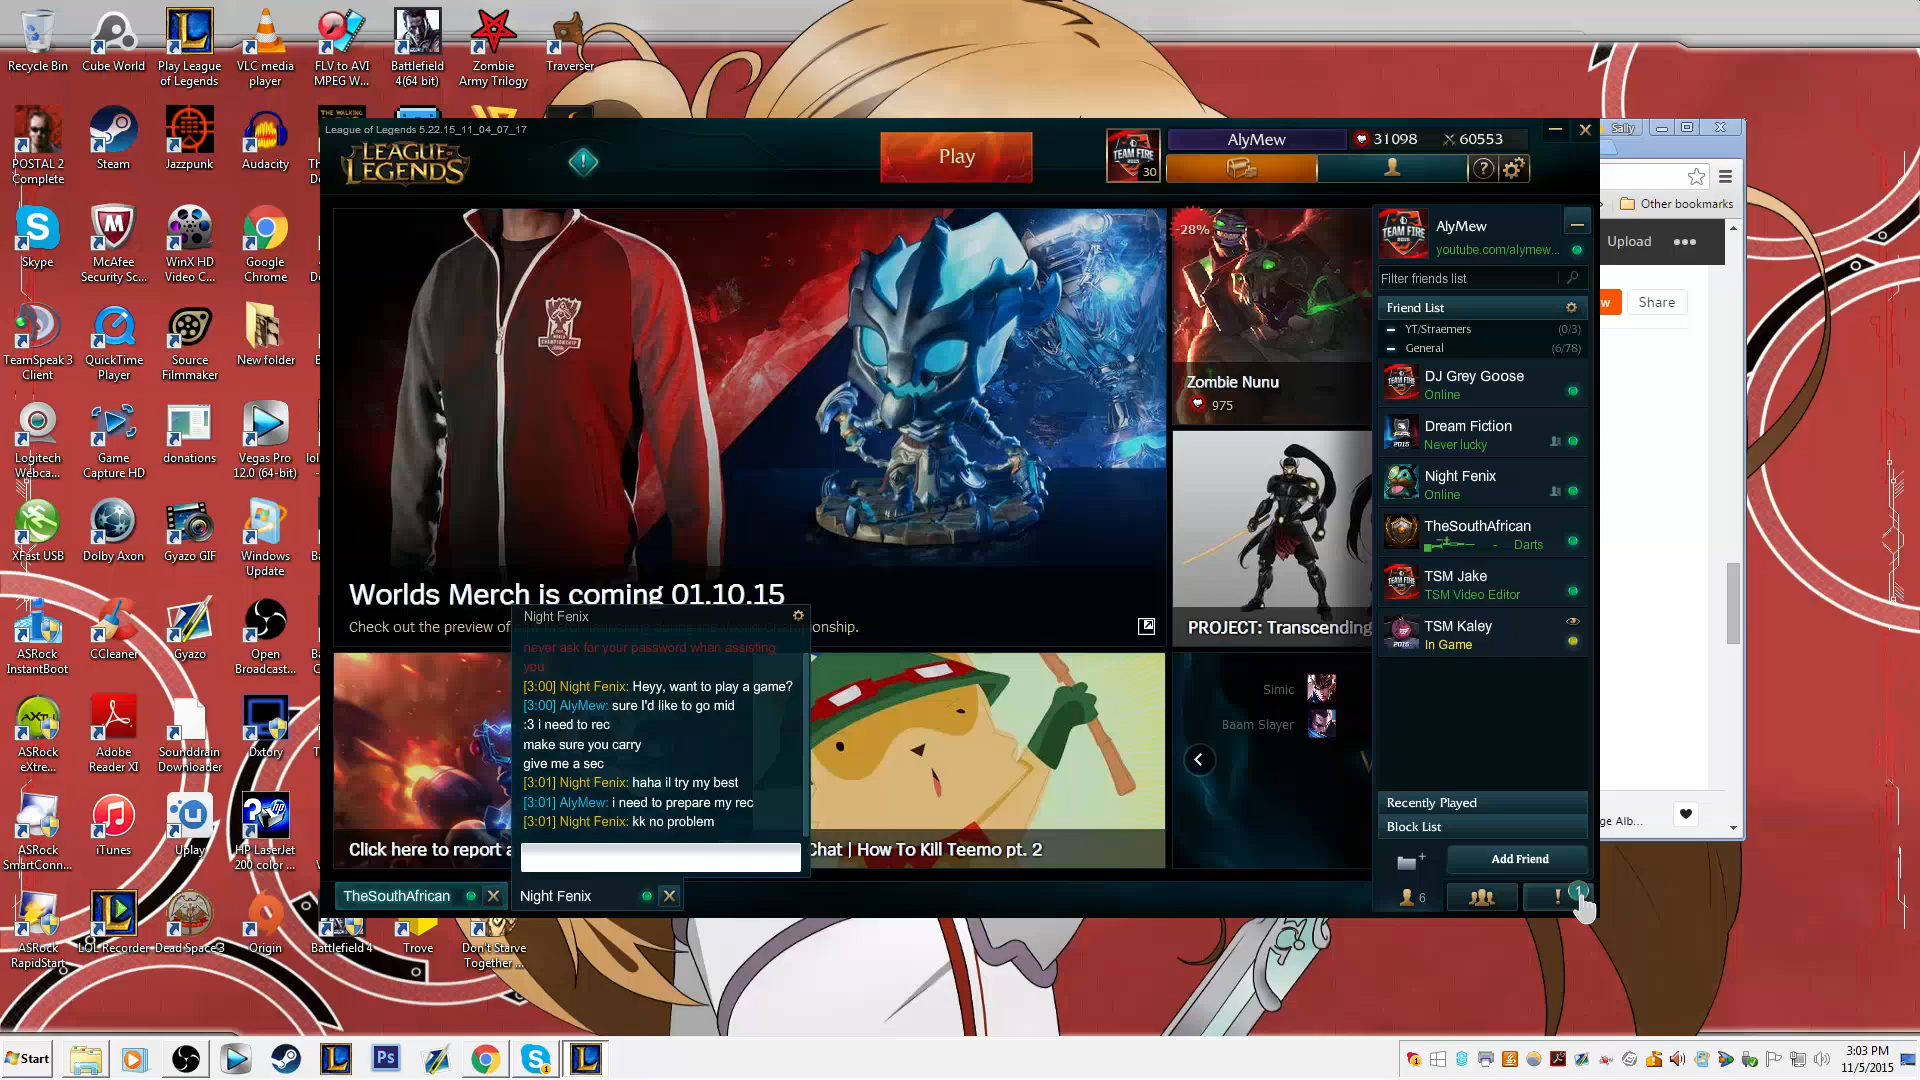 Recycle Bin
Cube World
Play League
of Legends
VLC media
player
FLV to AVI
MPEG W...
Battlefield
4(64 bit)
Zombie
Army Trilogy
Traverser
POSTAL 2
Complete
Steam
Jazzpunk
Audacity
THE WALKING
Skype
McAfee
Security Sc...
WinX HD
Video C...
Google
Chrome
TeamSpeak 3
Client
QuickTime
Player
Source
Filmmaker
New folder
Logitech
Webca...
Game
Capture HD
donations
Vegas Pro
12.0 (64-bit)
XFast USB
Dolby Axon
Gyazo GIF
Windows
Update
ASRock
InstantBoot
CCleaner
Gyazo
Open
Broadcast...
ASRock
eXtre...
Adobe
Reader XI
Sounddrain
Downloader
Dxtory
ASRock
SmartConn...
iTunes
Uplay
HP LaserJet
200 color ...
ASRock
RapidStart
LOL Recorder
Dead Space 3
Origin
Battlefield 4
Trove
Don't Starve
Together ...
League of Legends 5.22.15_11_04_07_17
LEAGUE OF LEGENDS
Play
TEAM FIRE
2015
30
AlyMew
31098
60553
?
Worlds Merch is coming 01.10.15
Check out the preview of
-28%
Zombie Nunu
975
PROJECT: Transcending
Click here to report a
Chat | How To Kill Teemo pt. 2
Simic
Baam Slayer
Night Fenix
never ask for your password when assisting
you
[3:00] Night Fenix: Heyy, want to play a game?
[3:00] AlyMew: sure I'd like to go mid
:3 i need to rec
make sure you carry
give me a sec
[3:01] Night Fenix: haha il try my best
[3:01] AlyMew: i need to prepare my rec
[3:01] Night Fenix: kk no problem
TheSouthAfrican
Night Fenix
AlyMew
youtube.com/alymew...
Filter friends list
Friend List
YT/Straemers (0/3)
General (6/78)
DJ Grey Goose
Online
Dream Fiction
Never lucky
Night Fenix
Online
TheSouthAfrican
- Darts
TSM Jake
TSM Video Editor
TSM Kaley
In Game
Recently Played
Block List
Add Friend
6
! 1
Sally
Other bookmarks
Upload
Share
ge Alb...
Start
Ps
3:03 PM
11/5/2015